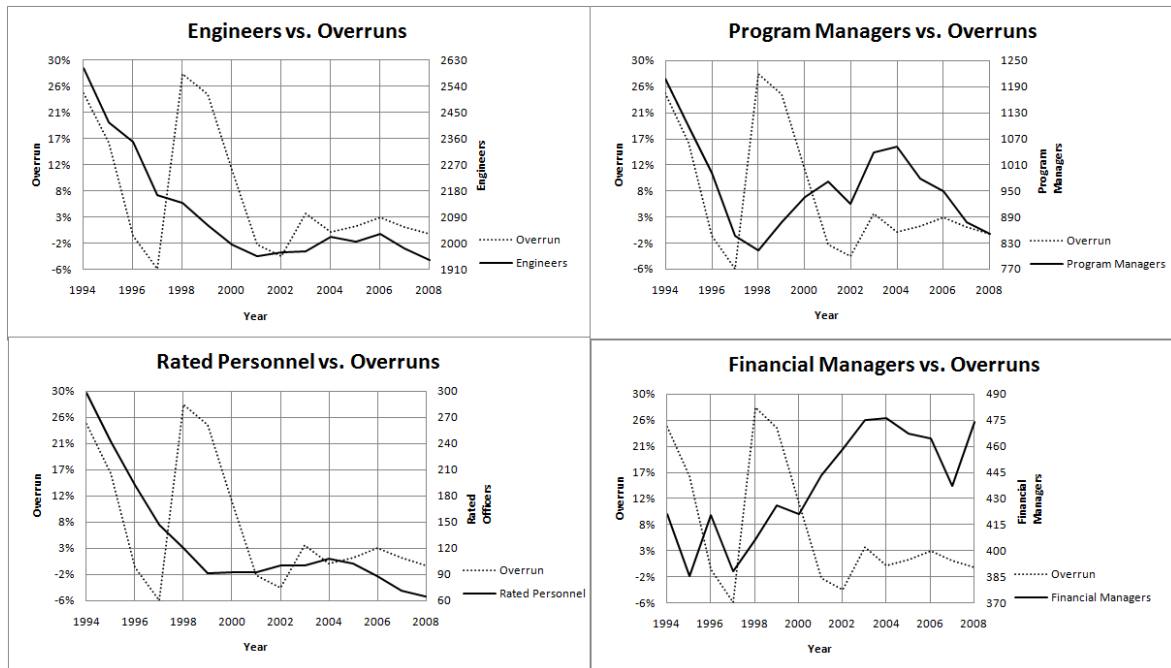 Engineers vs. Overruns
30%
26%
21%
17%
12%
8%
3%
-2%
-6%
Overrun
2630
2540
2450
2360
2270
2180
2090
2000
1910
Engineers
Overrun
Engineers
1994 1996 1998 2000 2002 2004 2006 2008
Year
Program Managers vs. Overruns
30%
26%
21%
17%
12%
8%
3%
-2%
-6%
Overrun
1250
1190
1130
1070
1010
950
890
830
770
Program
Managers
Overrun
Program Managers
1994 1996 1998 2000 2002 2004 2006 2008
Year
Rated Personnel vs. Overruns
30%
26%
21%
17%
12%
8%
3%
-2%
-6%
Overrun
300
270
240
210
180
150
120
90
60
Rated
Officers
Overrun
Rated Personnel
1994 1996 1998 2000 2002 2004 2006 2008
Year
Financial Managers vs. Overruns
30%
26%
21%
17%
12%
8%
3%
-2%
-6%
Overrun
490
475
460
445
430
415
400
385
370
Financial
Managers
Overrun
Financial Managers
1994 1996 1998 2000 2002 2004 2006 2008
Year